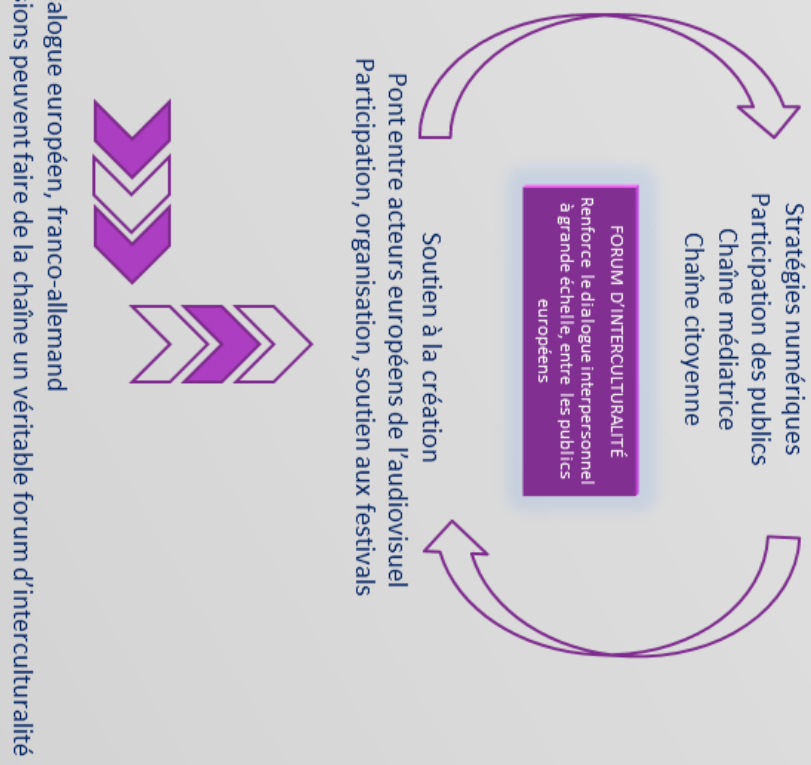 Stratégies numériques
Participation des publics
Chaîne médiatrice
Chaîne citoyenne
FORUM D'INTERCULTURALITÉ
Renforce le dialogue interpersonnel
à grande échelle, entre les publics
européens
Soutien à la création
Pont entre acteurs européens de l'audiovisuel
Participation, organisation, soutien aux festivals
européen, franco-allemand
peuvent faire de la chaîne un véritable forum d'interculturalité